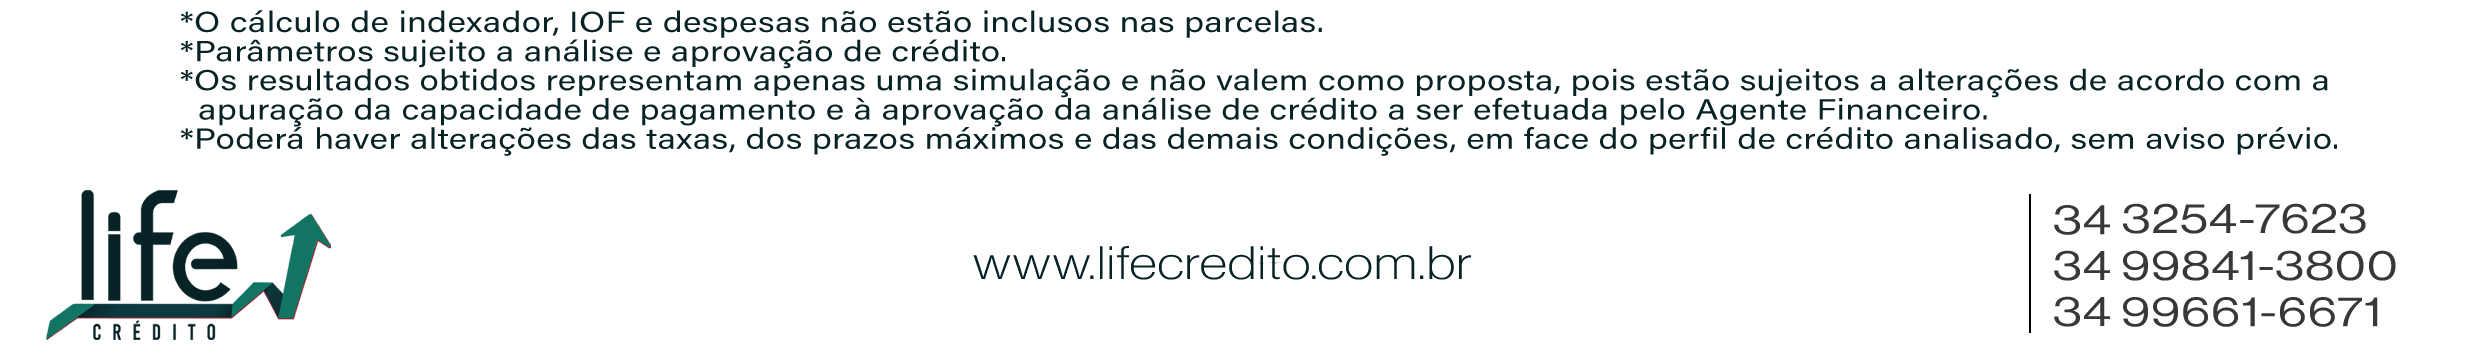 *O cálculo de indexador, IOF e despesas não estão inclusos nas parcelas.
*Parâmetros sujeito a análise e aprovação de crédito.
*Os resultados obtidos representam apenas uma simulação e não valem como proposta, pois estão sujeitos a alterações de acordo com a
apuração da capacidade de pagamento e à aprovação da análise de crédito a ser efetuada pelo Agente Financeiro.
*Poderá haver alterações das taxas, dos prazos máximos e das demais condições, em face do perfil de crédito analisado, sem aviso prévio.
life
CRÉDITO
www.lifecredito.com.br
34 3254-7623
34 99841-3800
34 99661-6671